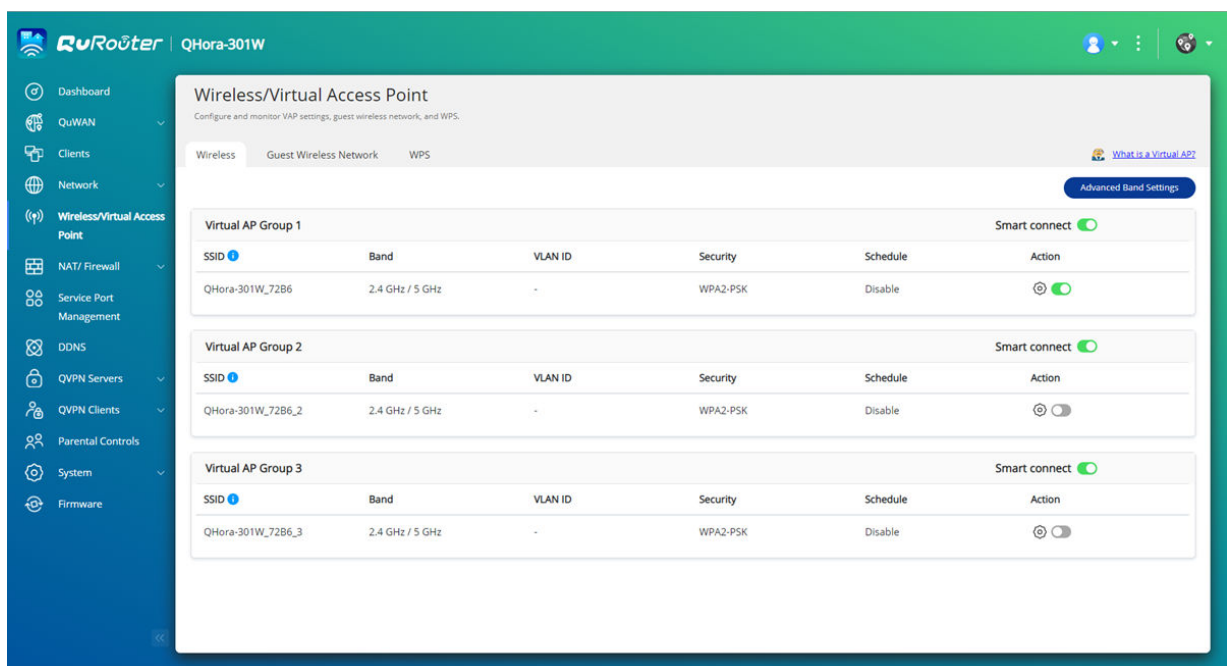 QuRouter | QHora-301W
Dashboard
QuWAN
Clients
Network
Wireless/Virtual Access
Point
NAT/ Firewall
Service Port
Management
DDNS
QVPN Servers
QVPN Clients
Parental Controls
System
Firmware
Wireless/Virtual Access Point
Configure and monitor VAP settings, guest wireless network, and WPS.
Wireless Guest Wireless Network WPS What is a Virtual AP?
Advanced Band Settings
Virtual AP Group 1 Smart connect
SSID Band VLAN ID Security Schedule Action
QHora-301W_72B6 2.4 GHz / 5 GHz - WPA2-PSK Disable
Virtual AP Group 2 Smart connect
SSID Band VLAN ID Security Schedule Action
QHora-301W_72B6_2 2.4 GHz / 5 GHz - WPA2-PSK Disable
Virtual AP Group 3 Smart connect
SSID Band VLAN ID Security Schedule Action
QHora-301W_72B6_3 2.4 GHz / 5 GHz - WPA2-PSK Disable